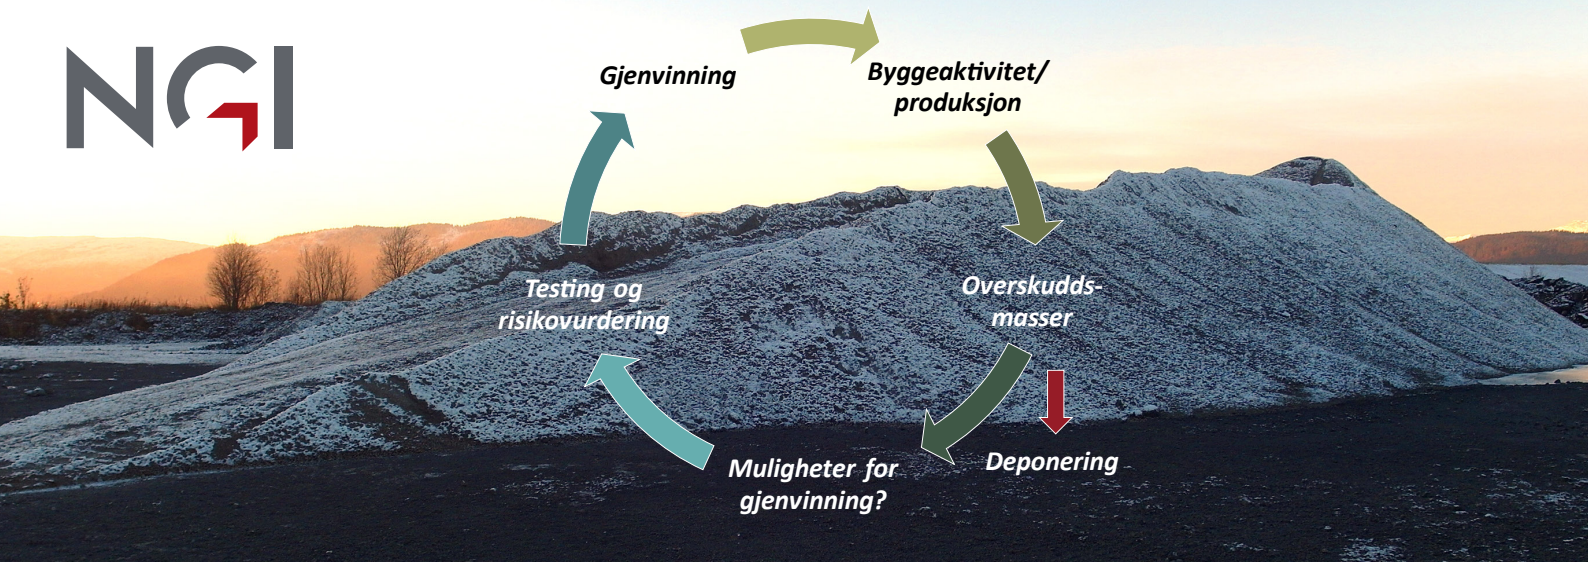 NGI
Gjenvinning
Byggeaktivitet/
produksjon
Testing og
risikovurdering
Overskudds-
masser
Muligheter for
gjenvinning?
Deponering